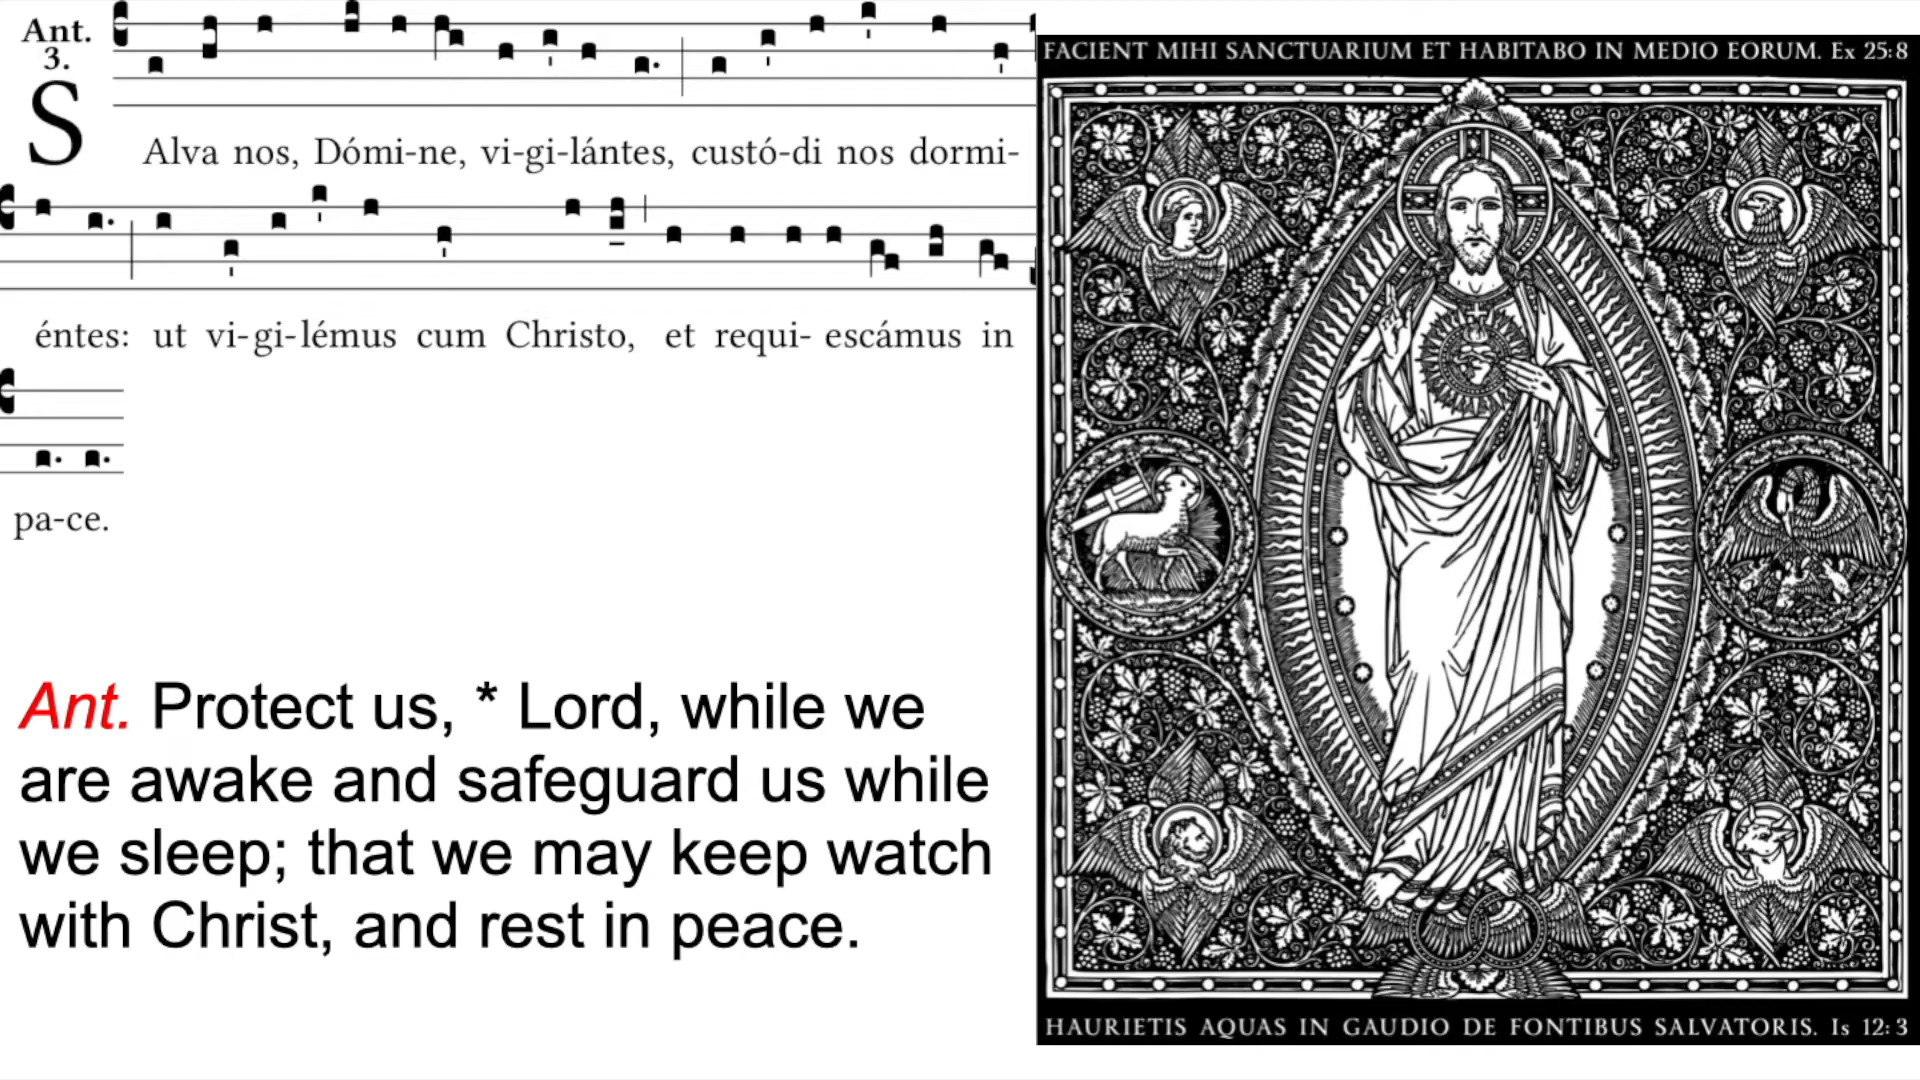 Ant.
3.
SAlva nos, Dómi-ne, vi-gi-lántes, custó-di nos dormi-
éntes: ut vi-gi-lémus cum Christo, et requi- escámus in
pa-ce.
Ant. Protect us, * Lord, while we
are awake and safeguard us while
we sleep; that we may keep watch
with Christ, and rest in peace.
FACIENT MIHI SANCTUARIUM ET HABITABO IN MEDIO EORUM. Ex 25:8
HAURIETIS AQUAS IN GAUDIO DE FONTIBUS SALVATORIS. Is 12:3